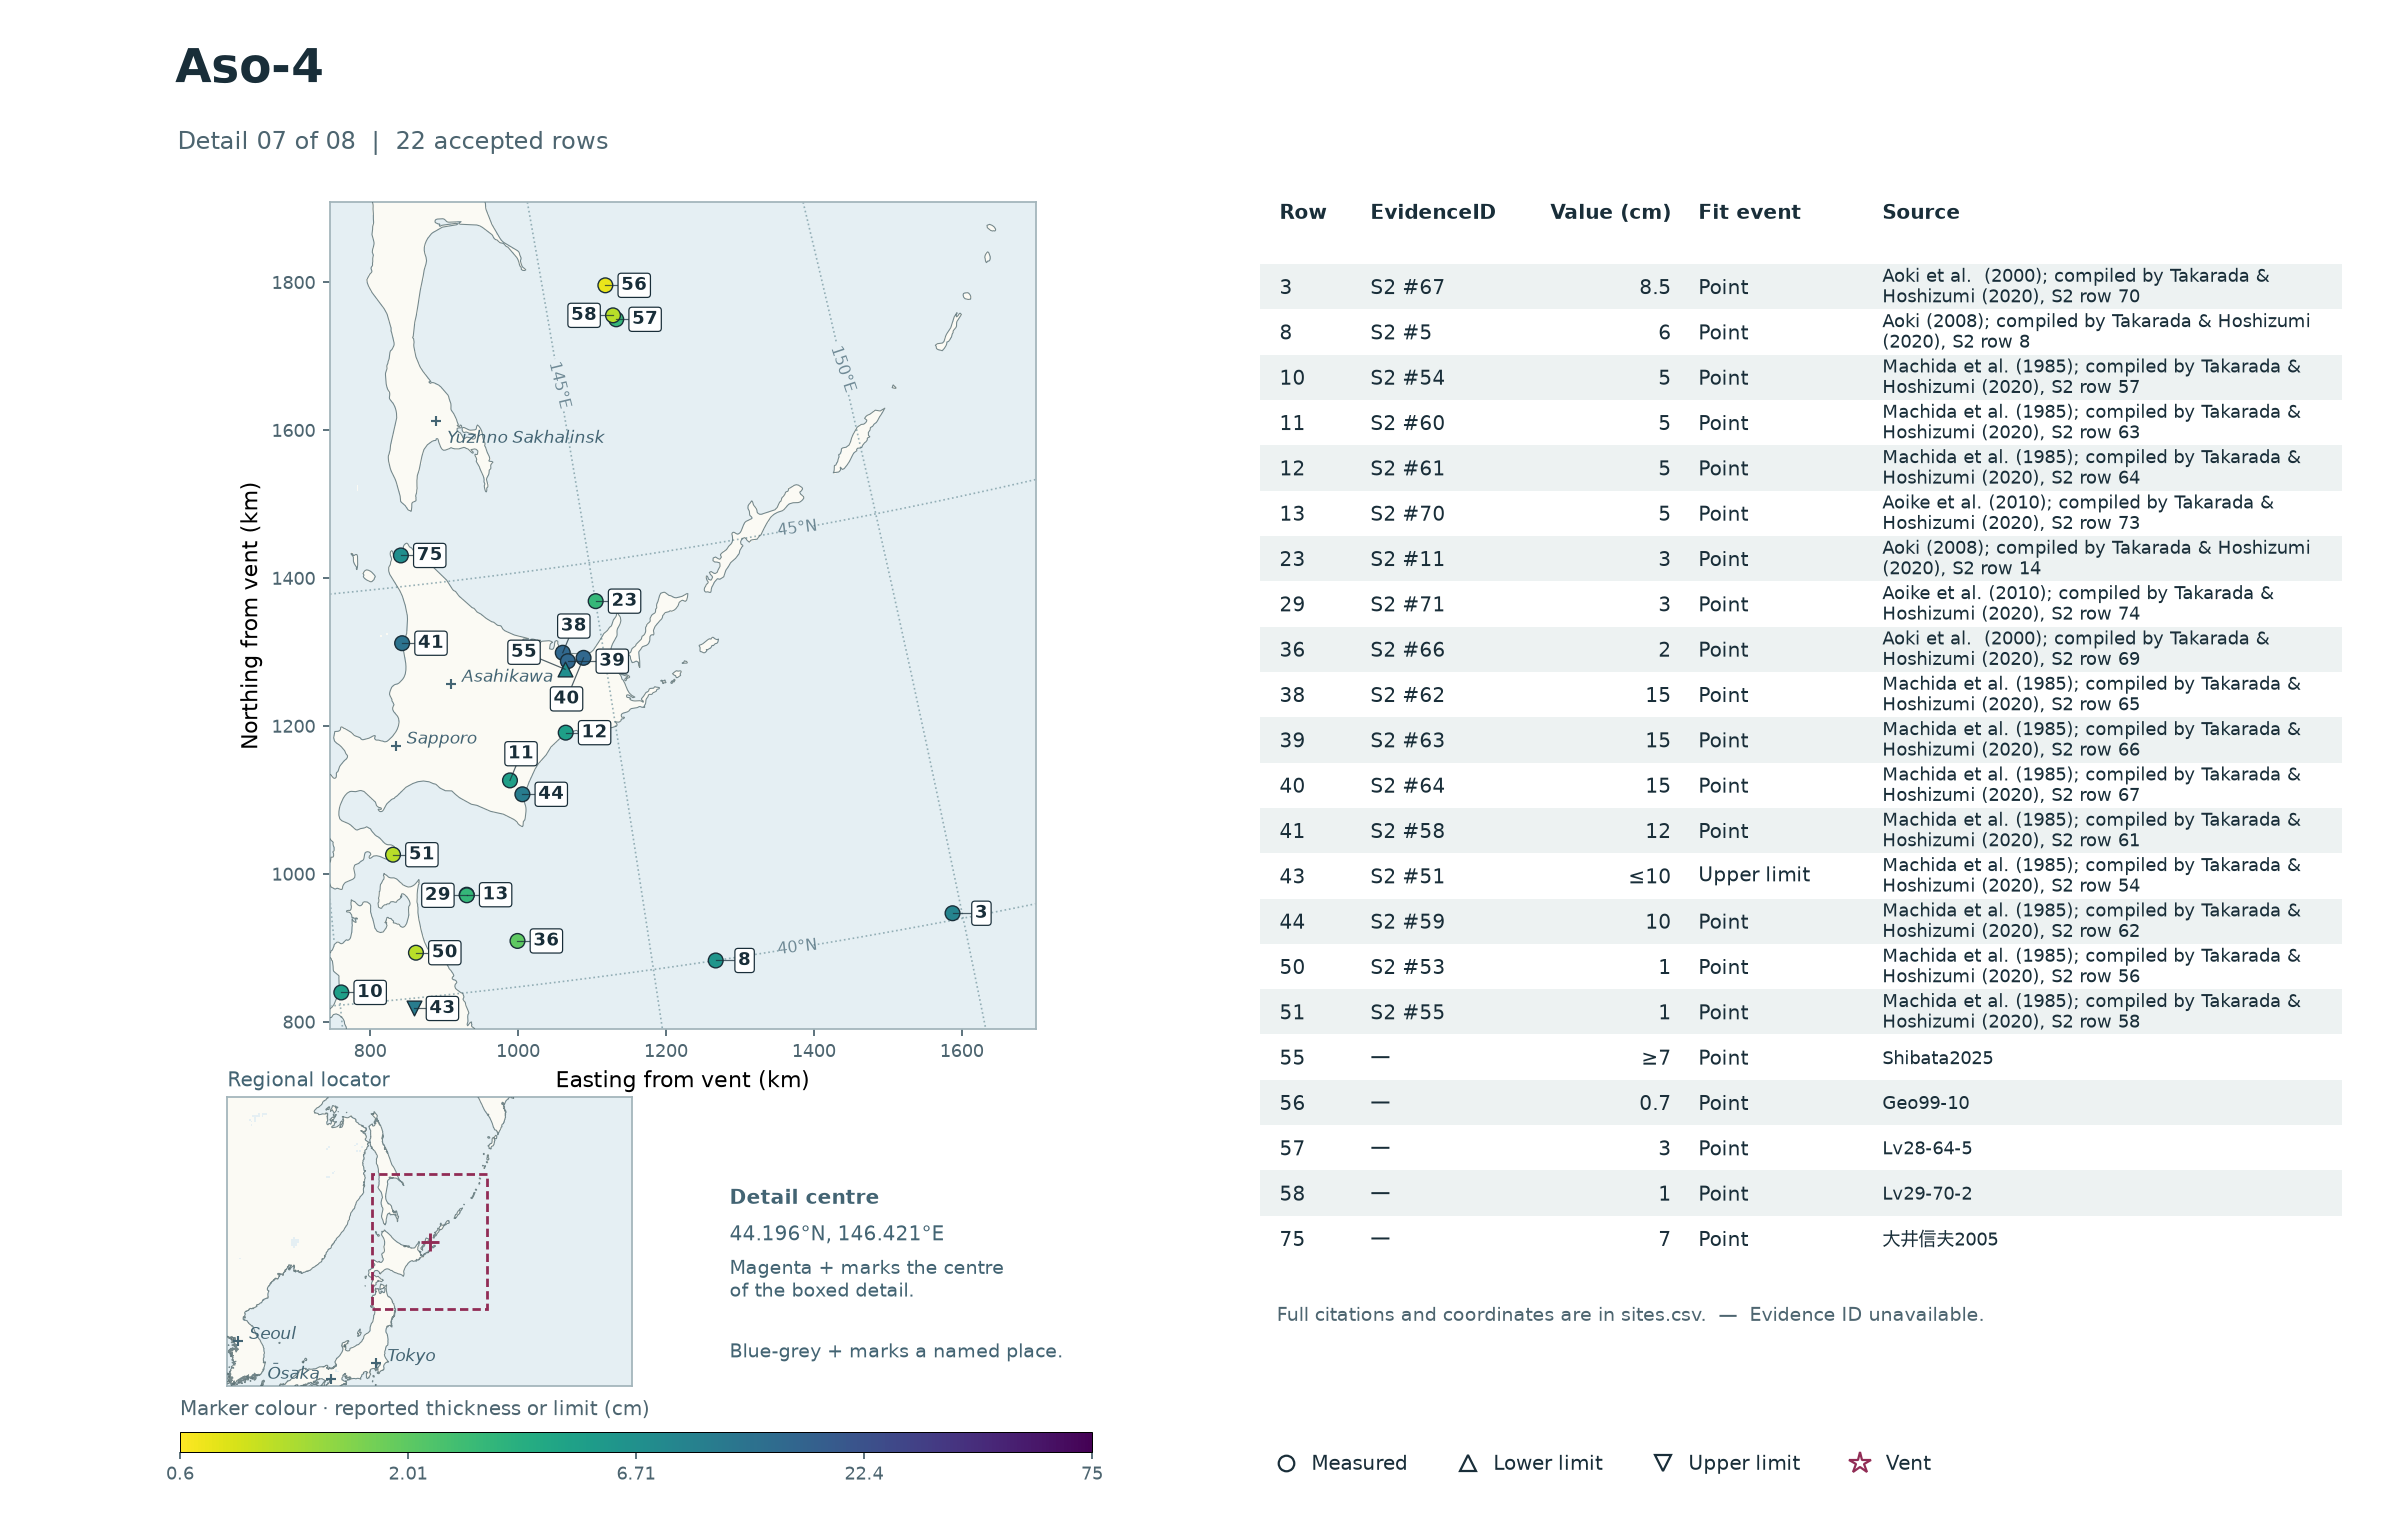 Aso-4
Detail 07 of 08 | 22 accepted rows
1800
1600
1400
1200
1000
800
Northing from vent (km)
800
1000
1200
1400
1600
Easting from vent (km)
145°E
150°E
45°N
40°N
Yuzhno Sakhalinsk
Asahikawa
Sapporo
56
58
57
75
23
38
41
55
39
40
12
11
44
51
29
13
3
36
50
8
10
43
Regional locator
Seoul
Ōsaka
Tokyo
Detail centre
44.196°N, 146.421°E
Magenta + marks the centre
of the boxed detail.
Blue-grey + marks a named place.
Marker colour · reported thickness or limit (cm)
0.6
2.01
6.71
22.4
75
Row EvidenceID Value (cm) Fit event Source
3 S2 #67 8.5 Point Aoki et al.  (2000); compiled by Takarada &
Hoshizumi (2020), S2 row 70
8 S2 #5 6 Point Aoki (2008); compiled by Takarada & Hoshizumi
(2020), S2 row 8
10 S2 #54 5 Point Machida et al. (1985); compiled by Takarada &
Hoshizumi (2020), S2 row 57
11 S2 #60 5 Point Machida et al. (1985); compiled by Takarada &
Hoshizumi (2020), S2 row 63
12 S2 #61 5 Point Machida et al. (1985); compiled by Takarada &
Hoshizumi (2020), S2 row 64
13 S2 #70 5 Point Aoike et al. (2010); compiled by Takarada &
Hoshizumi (2020), S2 row 73
23 S2 #11 3 Point Aoki (2008); compiled by Takarada & Hoshizumi
(2020), S2 row 14
29 S2 #71 3 Point Aoike et al. (2010); compiled by Takarada &
Hoshizumi (2020), S2 row 74
36 S2 #66 2 Point Aoki et al.  (2000); compiled by Takarada &
Hoshizumi (2020), S2 row 69
38 S2 #62 15 Point Machida et al. (1985); compiled by Takarada &
Hoshizumi (2020), S2 row 65
39 S2 #63 15 Point Machida et al. (1985); compiled by Takarada &
Hoshizumi (2020), S2 row 66
40 S2 #64 15 Point Machida et al. (1985); compiled by Takarada &
Hoshizumi (2020), S2 row 67
41 S2 #58 12 Point Machida et al. (1985); compiled by Takarada &
Hoshizumi (2020), S2 row 61
43 S2 #51 ≤10 Upper limit Machida et al. (1985); compiled by Takarada &
Hoshizumi (2020), S2 row 54
44 S2 #59 10 Point Machida et al. (1985); compiled by Takarada &
Hoshizumi (2020), S2 row 62
50 S2 #53 1 Point Machida et al. (1985); compiled by Takarada &
Hoshizumi (2020), S2 row 56
51 S2 #55 1 Point Machida et al. (1985); compiled by Takarada &
Hoshizumi (2020), S2 row 58
55 — ≥7 Point Shibata2025
56 — 0.7 Point Geo99-10
57 — 3 Point Lv28-64-5
58 — 1 Point Lv29-70-2
75 — 7 Point 大井信夫2005
Full citations and coordinates are in sites.csv.  —  Evidence ID unavailable.
Measured
Lower limit
Upper limit
Vent